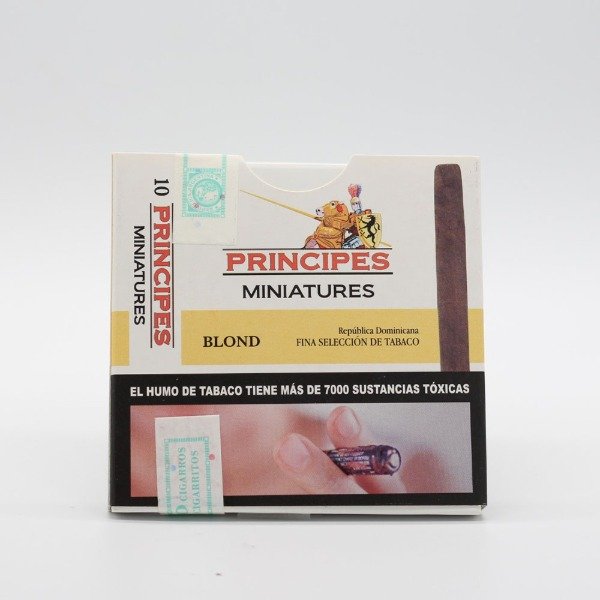 10 PRINCIPES
MINIATURES
PRINCIPES
MINIATURES
BLOND
República Dominicana
FINA SELECCIÓN DE TABACO
EL HUMO DE TABACO TIENE MÁS DE 7000 SUSTANCIAS TÓXICAS
CIGARROS
CIGARRITOS